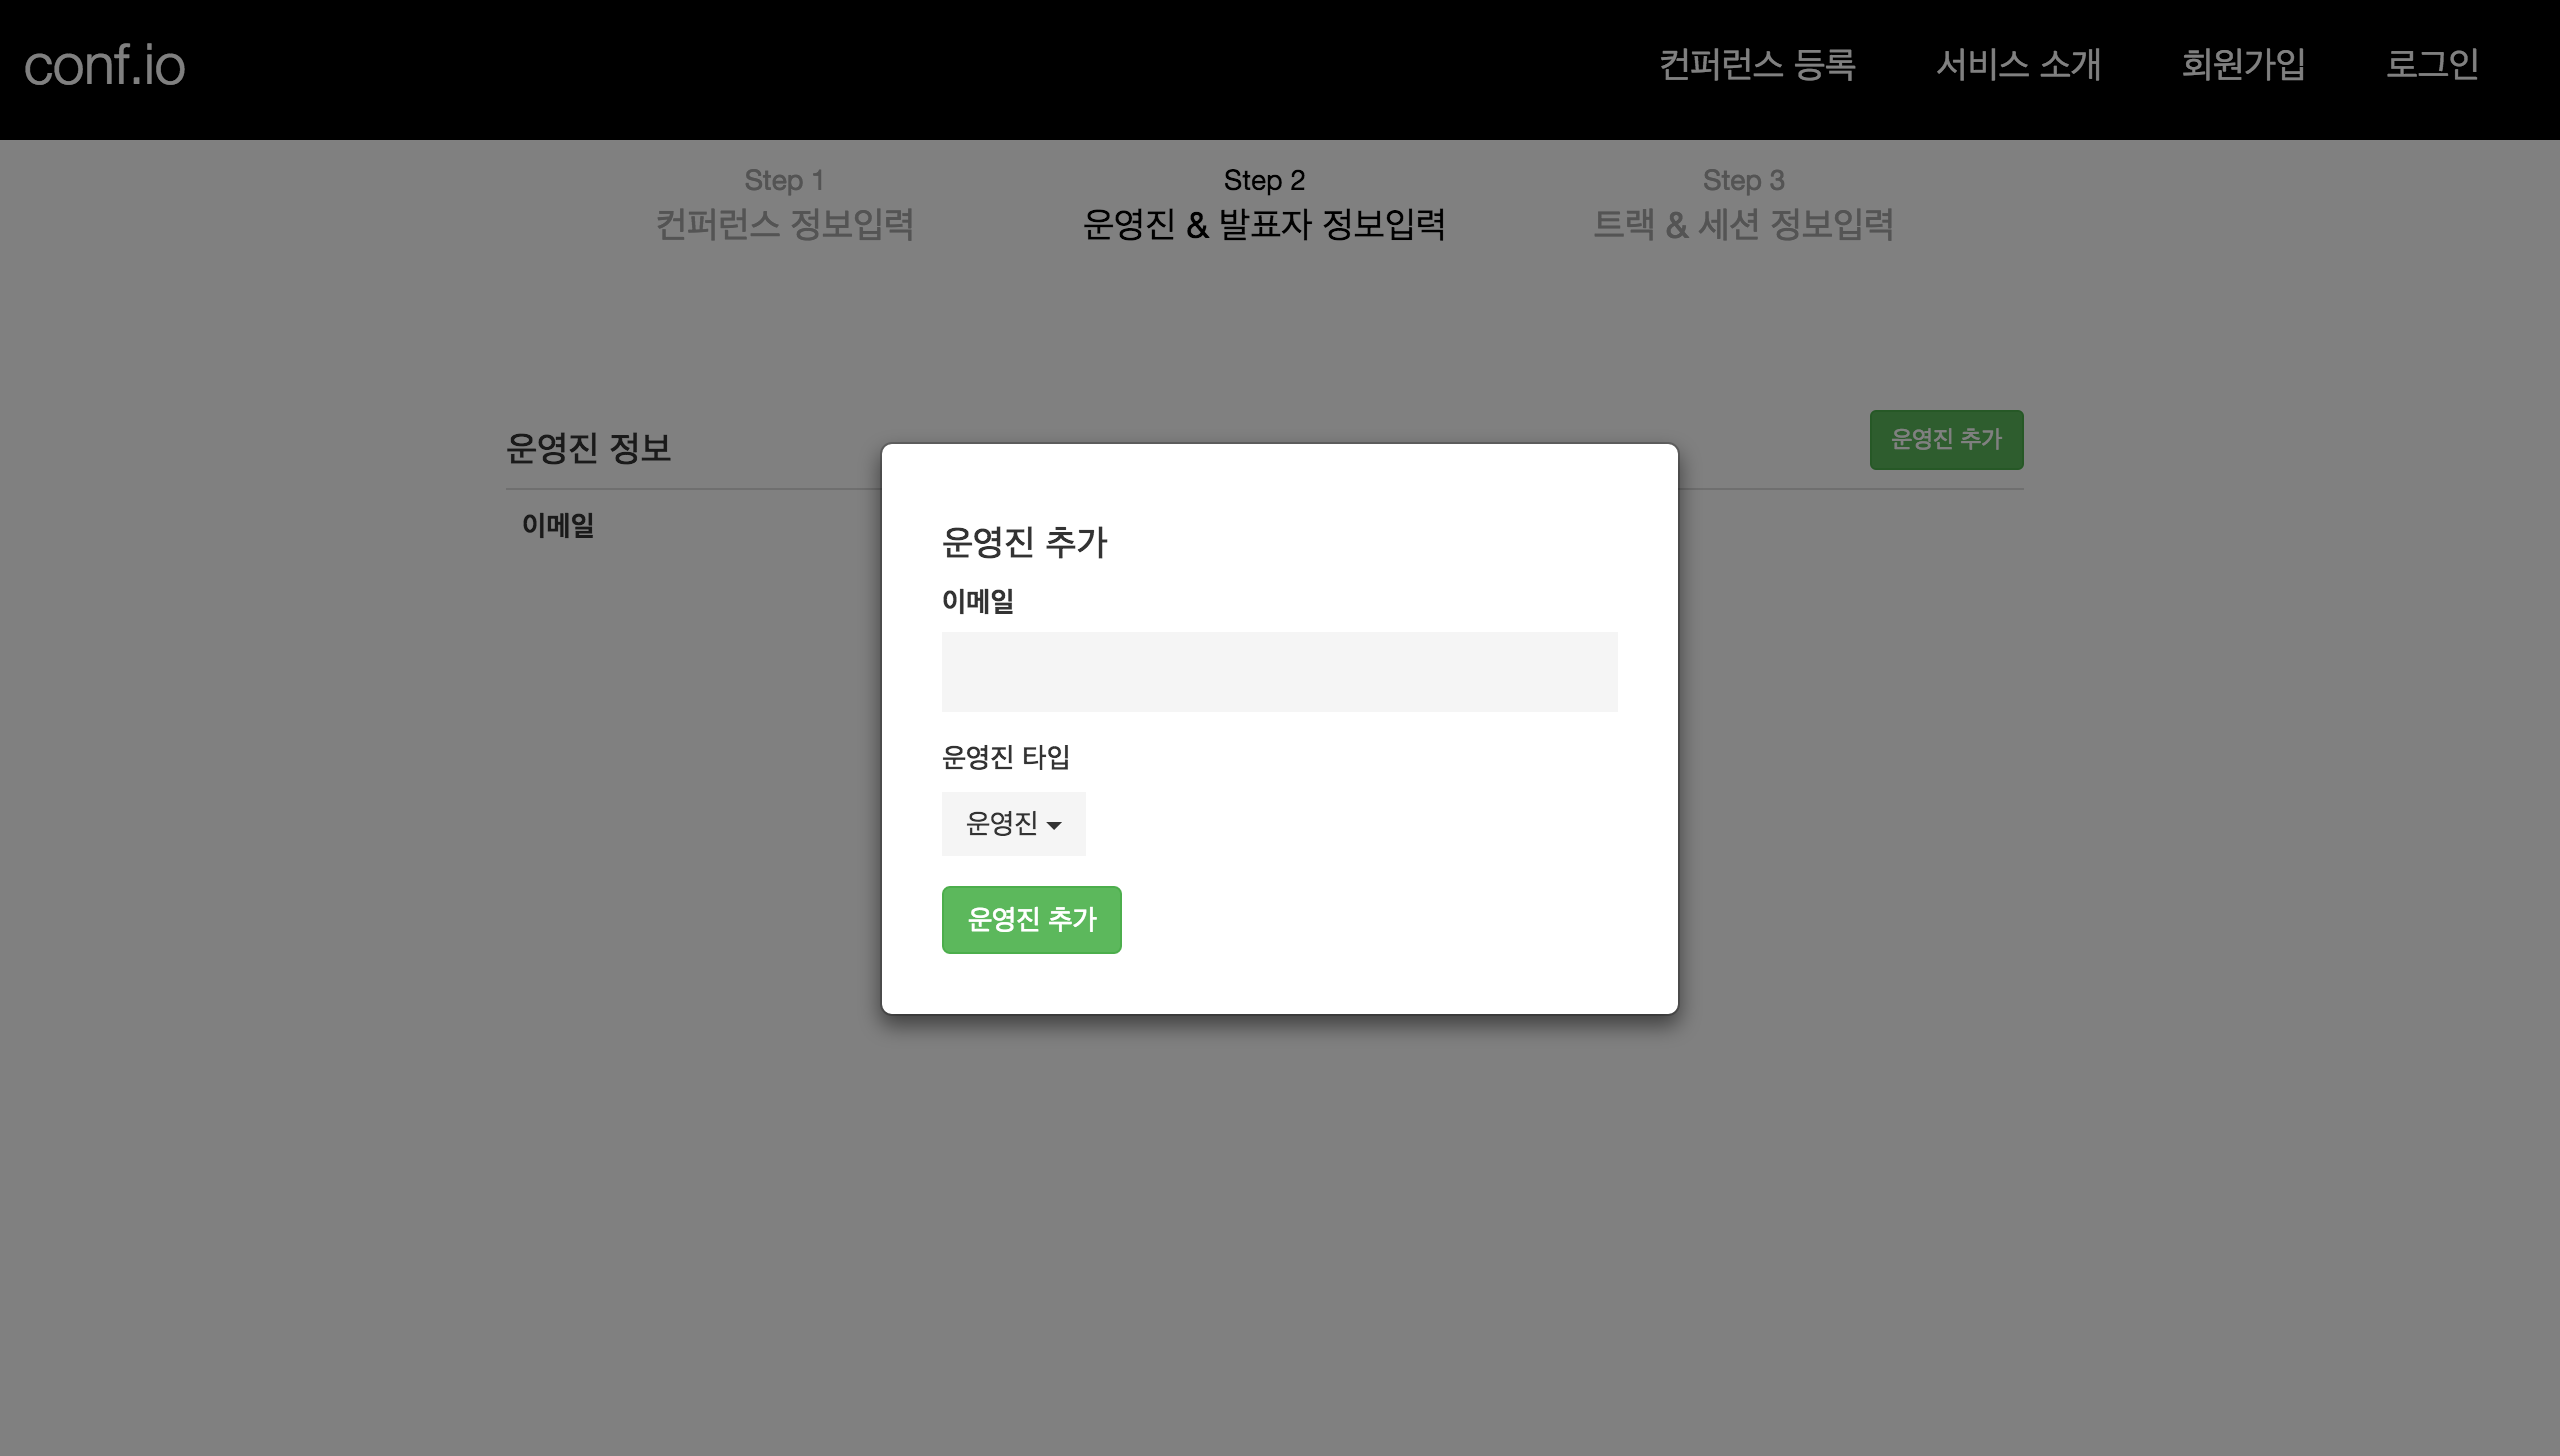 conf.io
컨퍼런스 등록
서비스 소개
회원가입
로그인
Step 1
컨퍼런스 정보입력
Step 2
운영진 & 발표자 정보입력
Step 3
트랙 & 세션 정보입력
운영진 정보
운영진 추가
이메일
운영진 추가
이메일
운영진 타입
운영진
운영진 추가